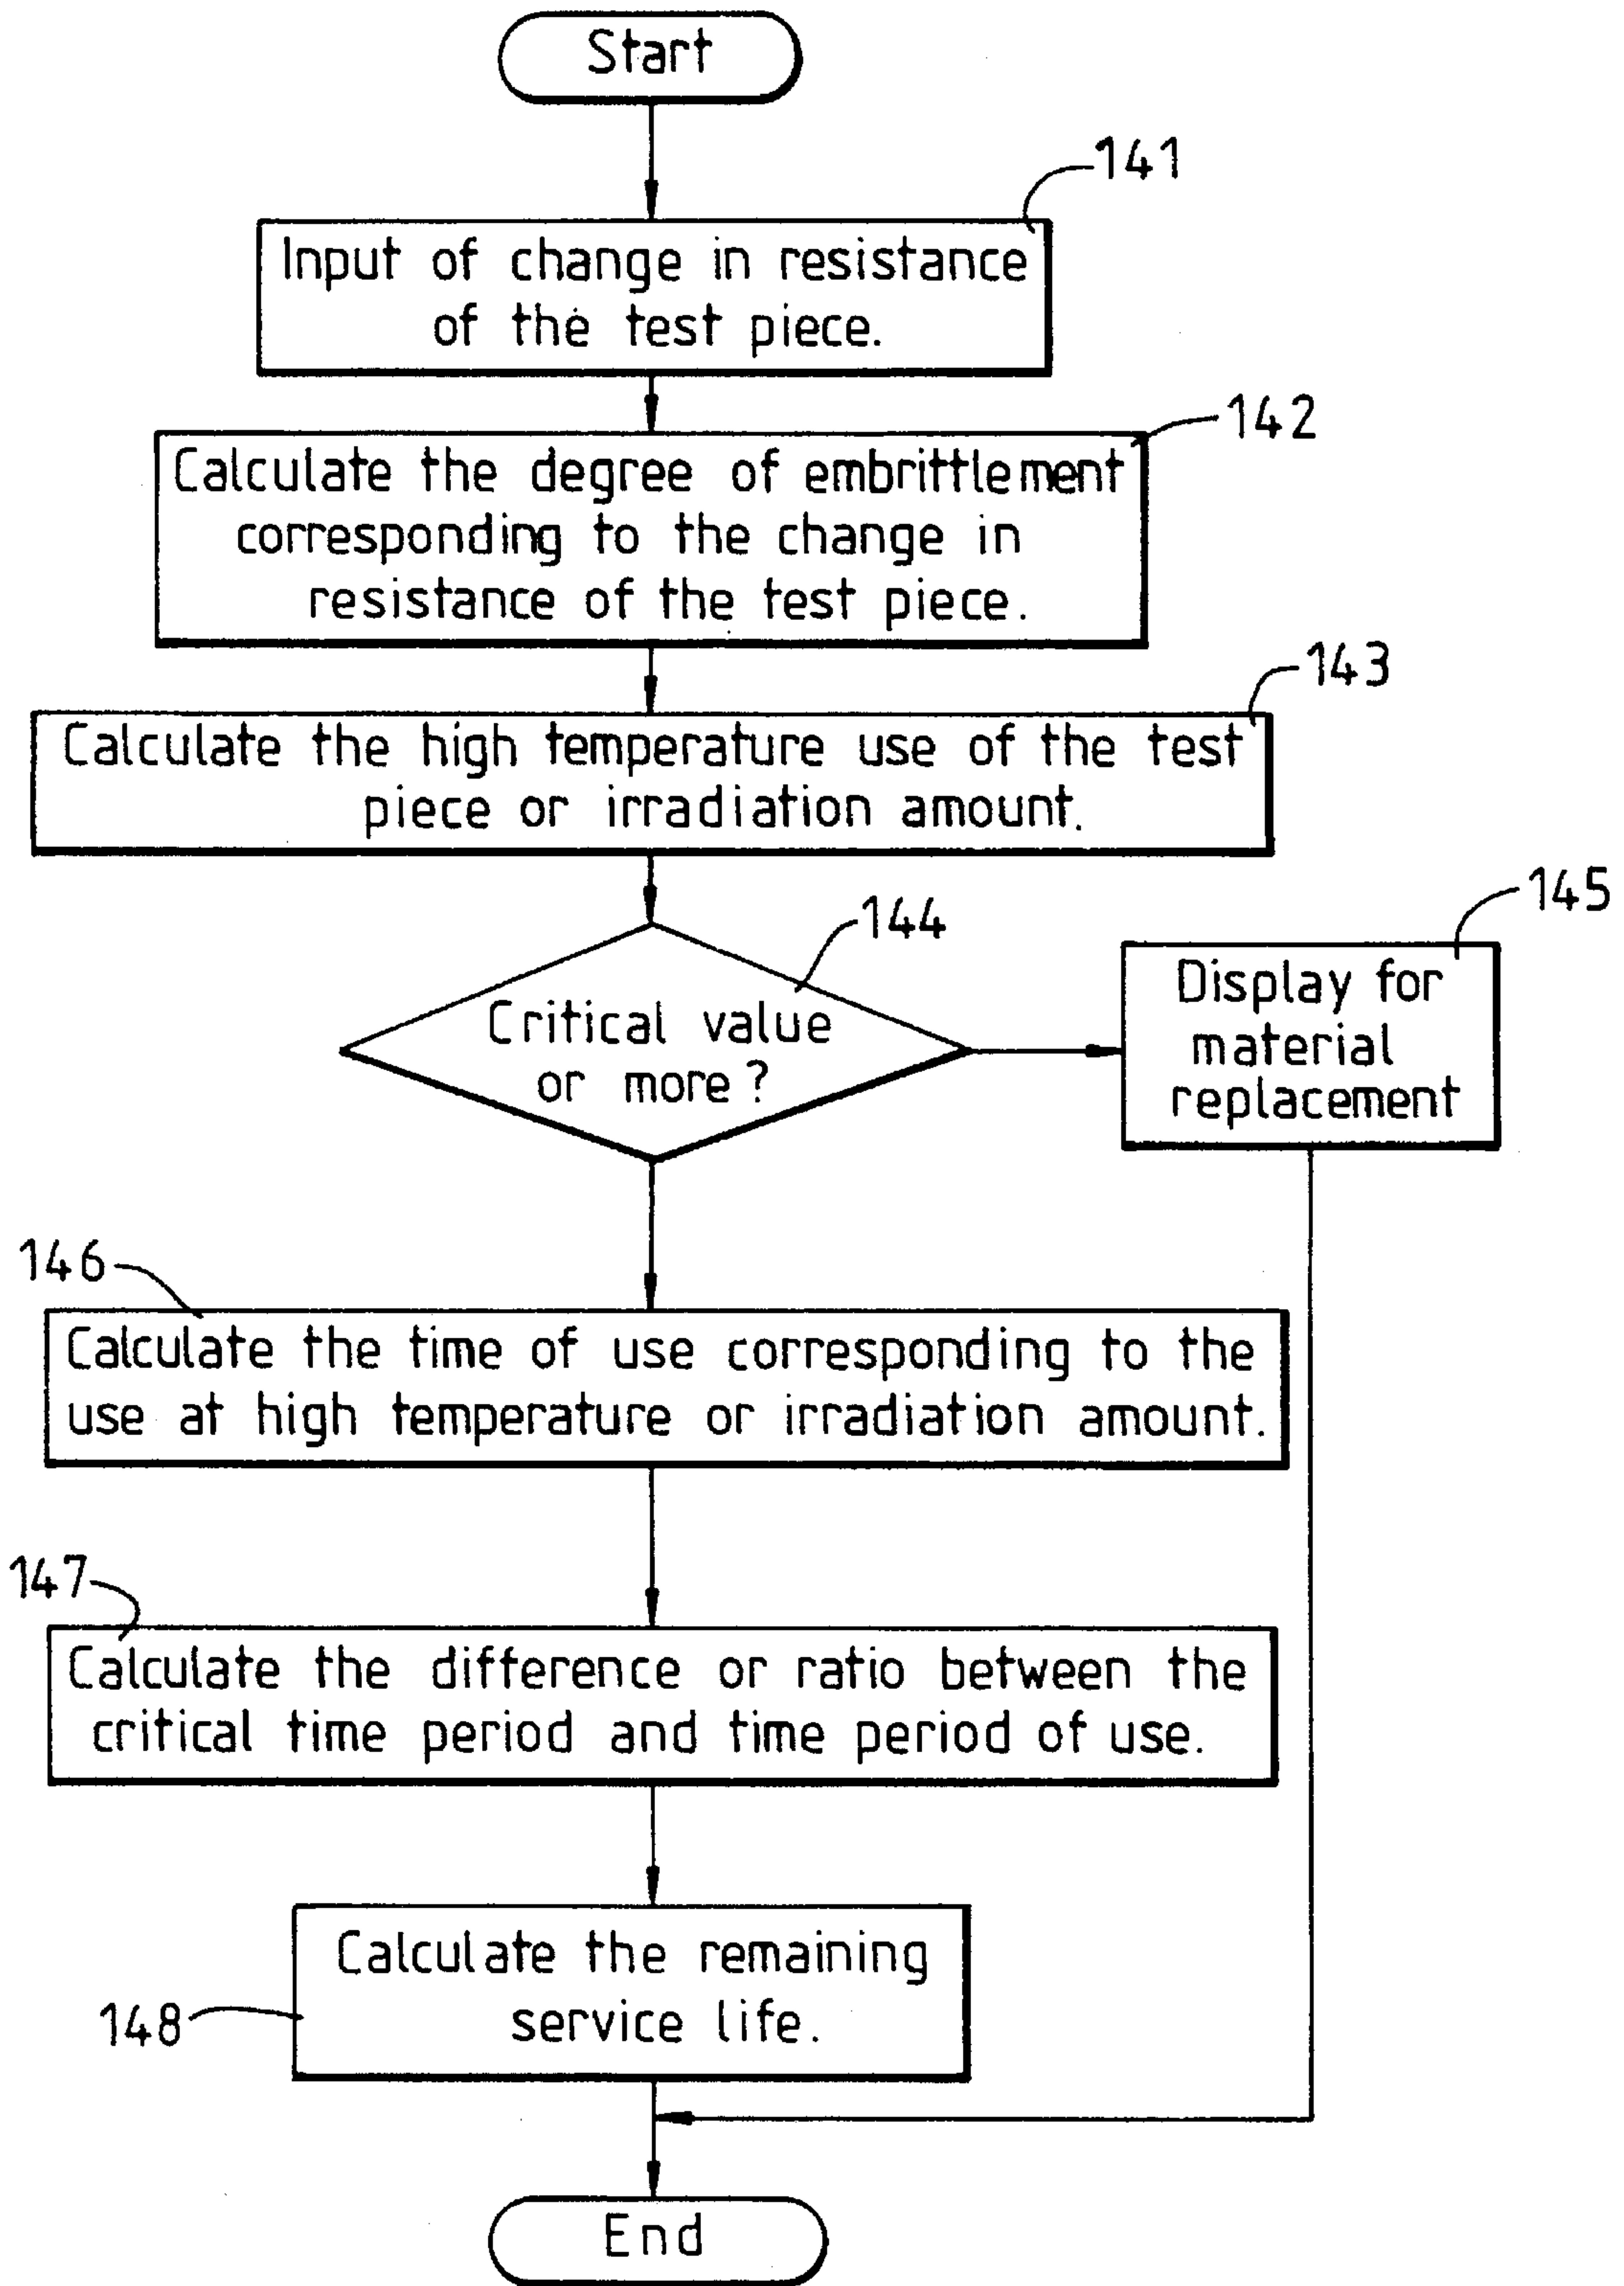 Start
141
Input of change in resistance
of the test piece.
142
Calculate the degree of embrittlement
corresponding to the change in
resistance of the test piece.
143
Calculate the high temperature use of the test
piece or irradiation amount.
144
Critical value
or more?
145
Display for
material
replacement
146
Calculate the time of use corresponding to the
use at high temperature or irradiation amount.
147
Calculate the difference or ratio between the
critical time period and time period of use.
148
Calculate the remaining
service life.
End